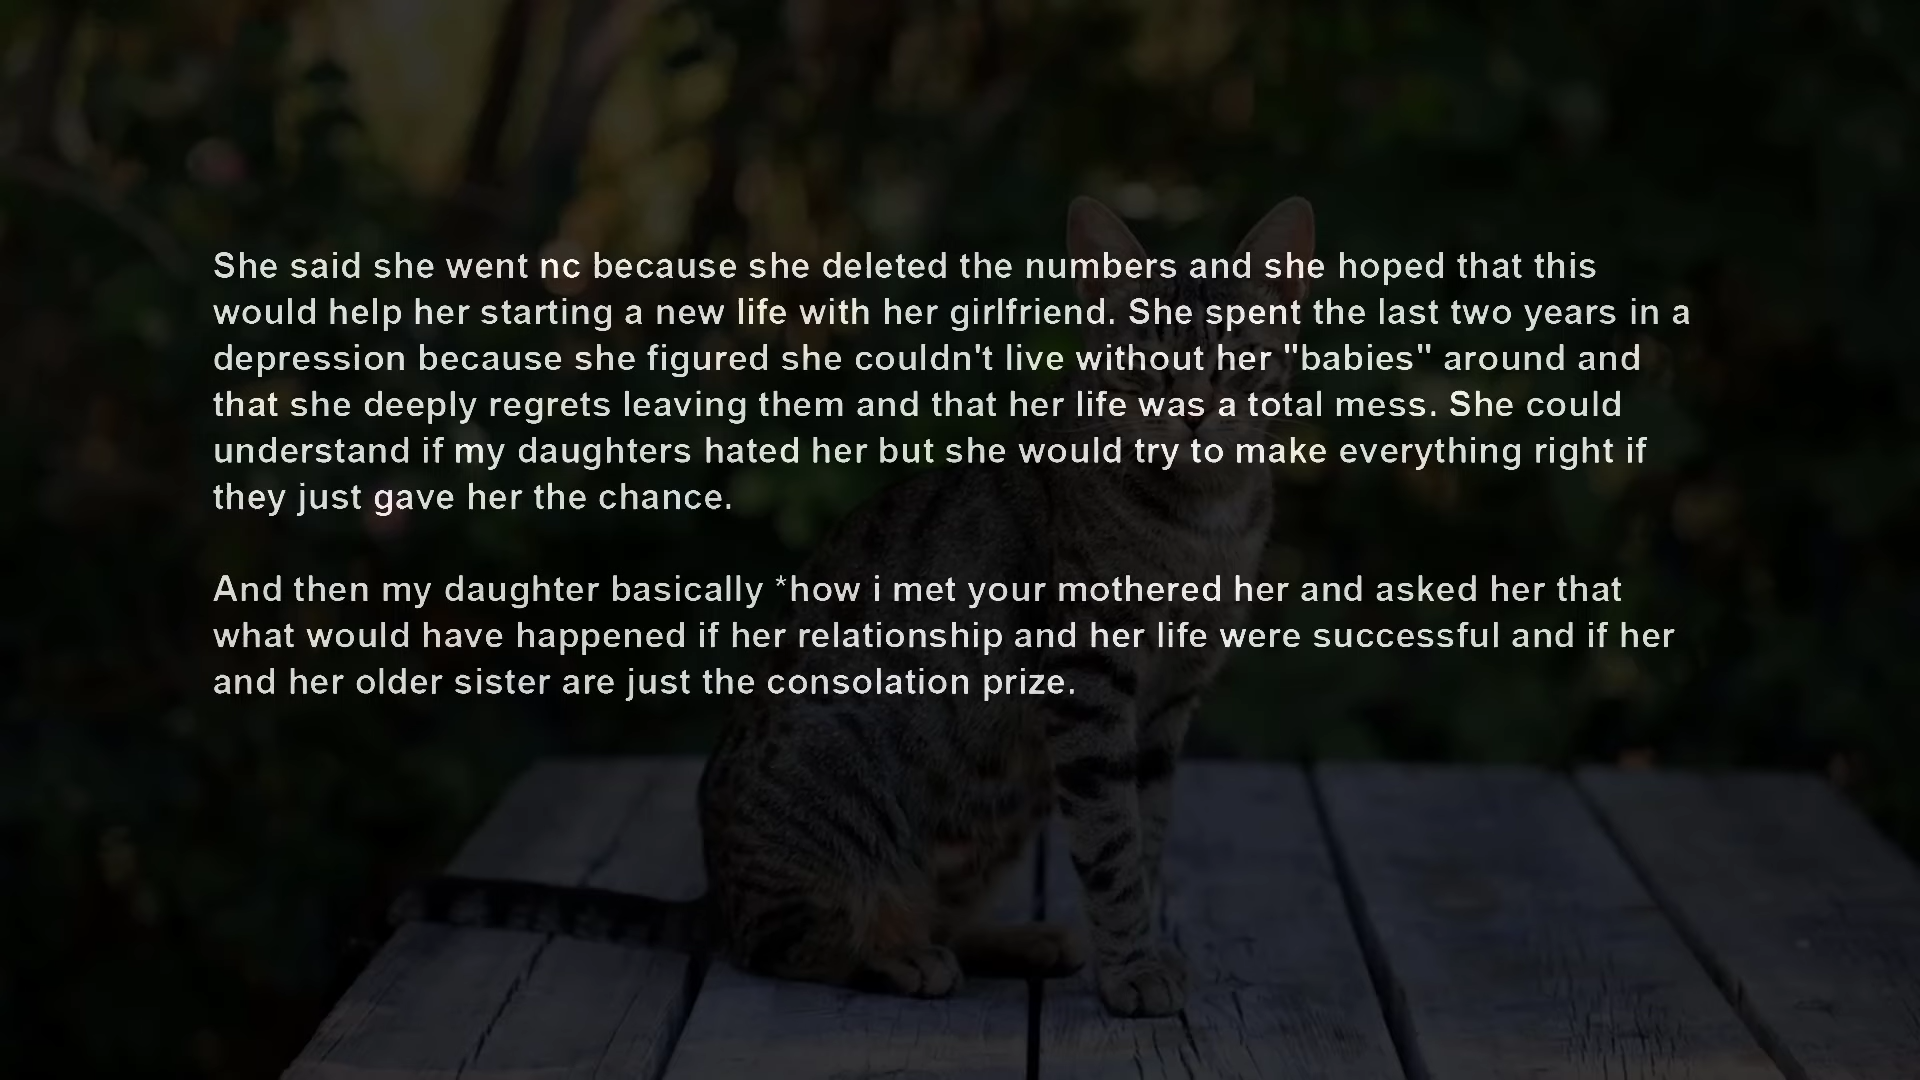 She said she went nc because she deleted the numbers and she hoped that this
would help her starting a new life with her girlfriend. She spent the last two years in a
depression because she figured she couldn't live without her "babies" around and
that she deeply regrets leaving them and that her life was a total mess. She could
understand if my daughters hated her but she would try to make everything right if
they just gave her the chance.

And then my daughter basically *how i met your mothered her and asked her that
what would have happened if her relationship and her life were successful and if her
and her older sister are just the consolation prize.